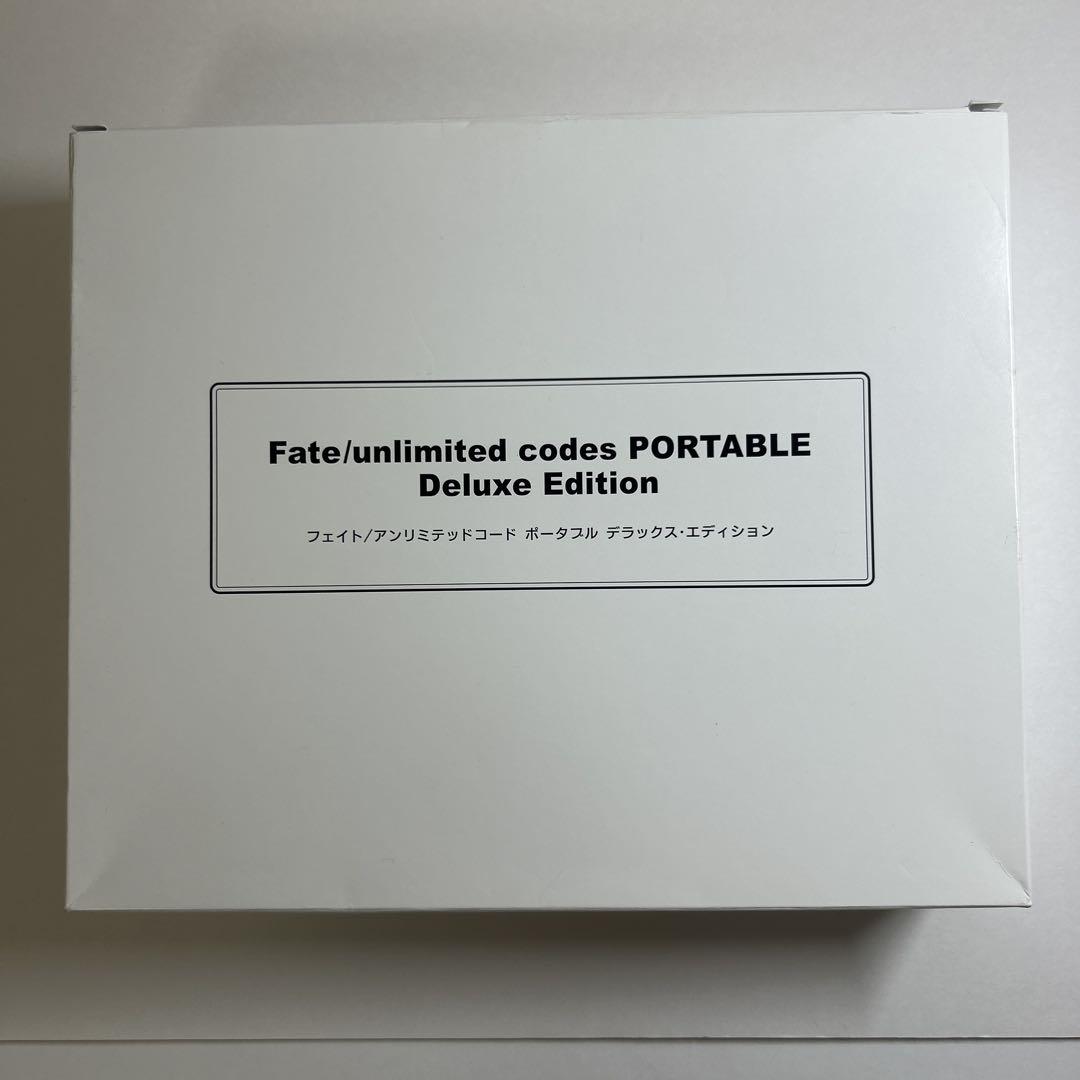 Fate/unlimited codes PORTABLE
Deluxe Edition
フェイト/アンリミテッドコード ポータブル デラックス・エディション